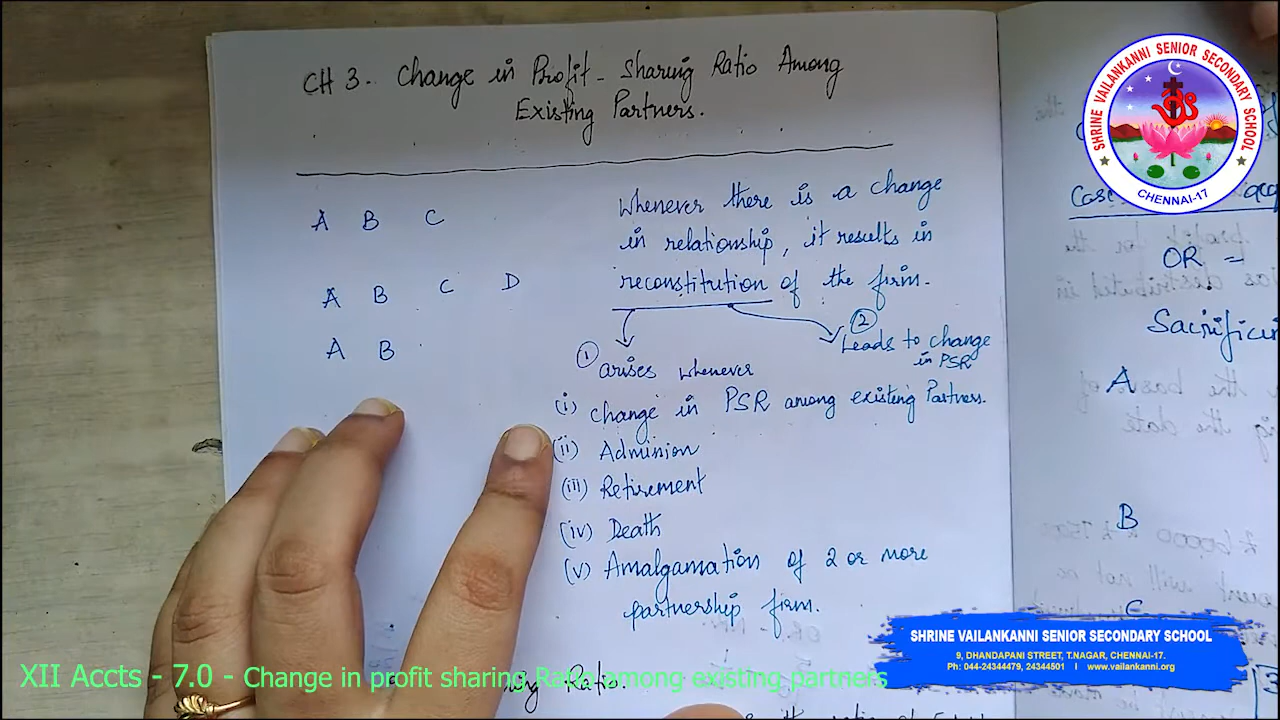 CH 3. Change in Profit - Sharing Ratio Among
Existing Partners.
A B C
A B C D
A B
Whenever there is a change
in relationship, it results in
reconstitution of the firm.
① arises whenever
② Leads to change
in PSR
(i) change in PSR among existing Partners.
(ii) Admission
(iii) Retirement
(iv) Death
(v) Amalgamation of 2 or more
partnership firm.
Ratio.
OR =
A
B
C
SHRINE VAILANKANNI SENIOR SECONDARY SCHOOL
CHENNAI-17
SHRINE VAILANKANNI SENIOR SECONDARY SCHOOL
9, DHANDAPANI STREET, T.NAGAR, CHENNAI-17.
Ph: 044-24344479, 24344501 I www.vailankanni.org
XII Accts - 7.0 - Change in profit sharing Ratio among existing partners